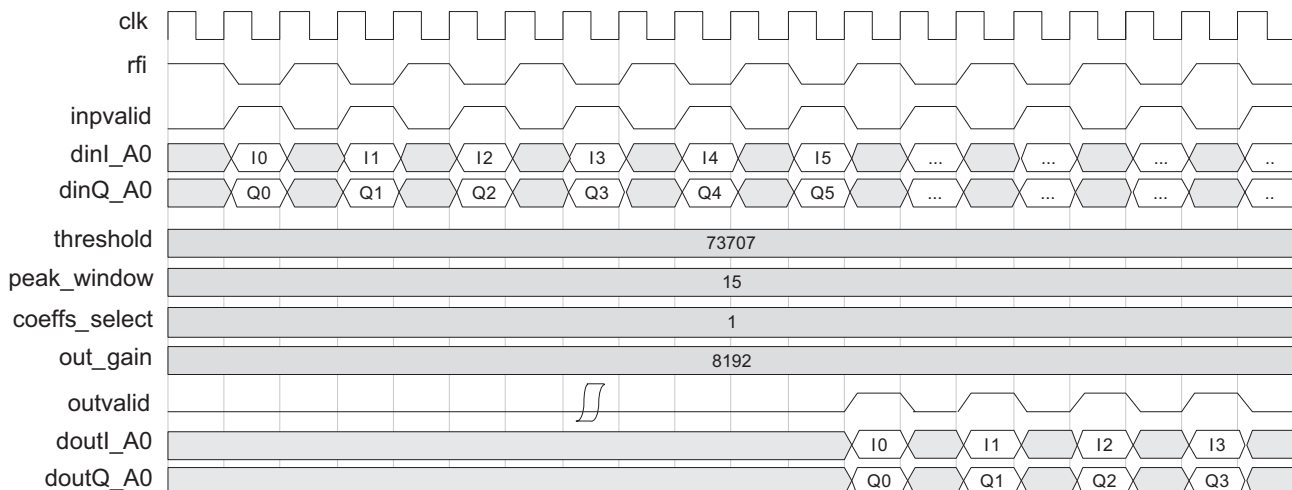 clk
rfi
inpvalid
dinI_A0 I0 I1 I2 I3 I4 I5 ... ... ... ..
dinQ_A0 Q0 Q1 Q2 Q3 Q4 Q5 ... ... ... ..
threshold 73707
peak_window 15
coeffs_select 1
out_gain 8192
outvalid
doutI_A0 I0 I1 I2 I3
doutQ_A0 Q0 Q1 Q2 Q3